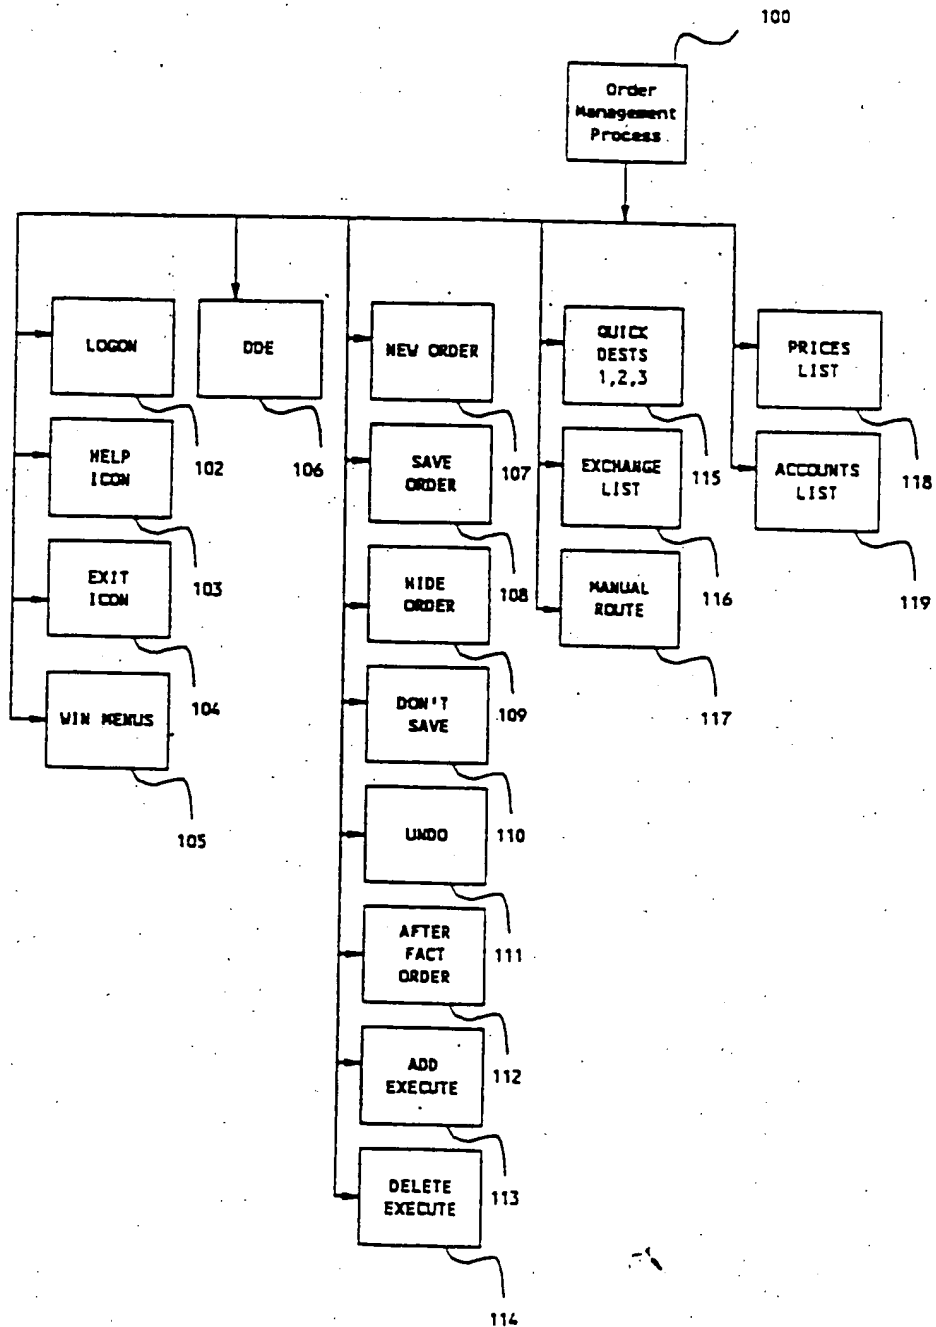 100
Order
Management
Process
LOGON
102
HELP
ICON
103
EXIT
ICON
104
WIN MENUS
105
DDE
106
NEW ORDER
107
SAVE
ORDER
108
HIDE
ORDER
109
DON'T
SAVE
110
UNDO
111
AFTER
FACT
ORDER
112
ADD
EXECUTE
113
DELETE
EXECUTE
114
QUICK
DESTS
1,2,3
115
EXCHANGE
LIST
116
MANUAL
ROUTE
117
PRICES
LIST
118
ACCOUNTS
LIST
119